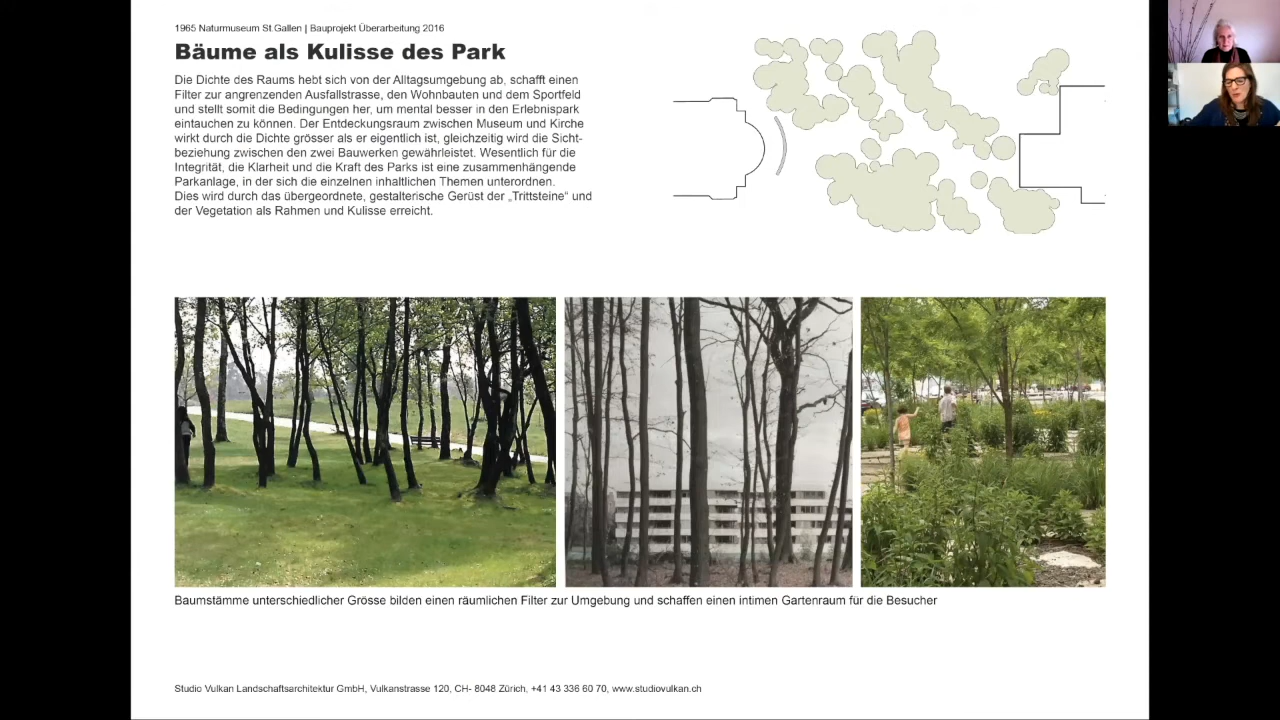 1965 Naturmuseum St.Gallen | Bauprojekt Überarbeitung 2016
Bäume als Kulisse des Park
Die Dichte des Raums hebt sich von der Alltagsumgebung ab, schafft einen
Filter zur angrenzenden Ausfallstrasse, den Wohnbauten und dem Sportfeld
und stellt somit die Bedingungen her, um mental besser in den Erlebnispark
eintauchen zu können. Der Entdeckungsraum zwischen Museum und Kirche
wirkt durch die Dichte grösser als er eigentlich ist, gleichzeitig wird die Sicht-
beziehung zwischen den zwei Bauwerken gewährleistet. Wesentlich für die
Integrität, die Klarheit und die Kraft des Parks ist eine zusammenhängende
Parkanlage, in der sich die einzelnen inhaltlichen Themen unterordnen.
Dies wird durch das übergeordnete, gestalterische Gerüst der „Trittsteine“ und
der Vegetation als Rahmen und Kulisse erreicht.
Baumstämme unterschiedlicher Grösse bilden einen räumlichen Filter zur Umgebung und schaffen einen intimen Gartenraum für die Besucher
Studio Vulkan Landschaftsarchitektur GmbH, Vulkanstrasse 120, CH- 8048 Zürich, +41 43 336 60 70, www.studiovulkan.ch